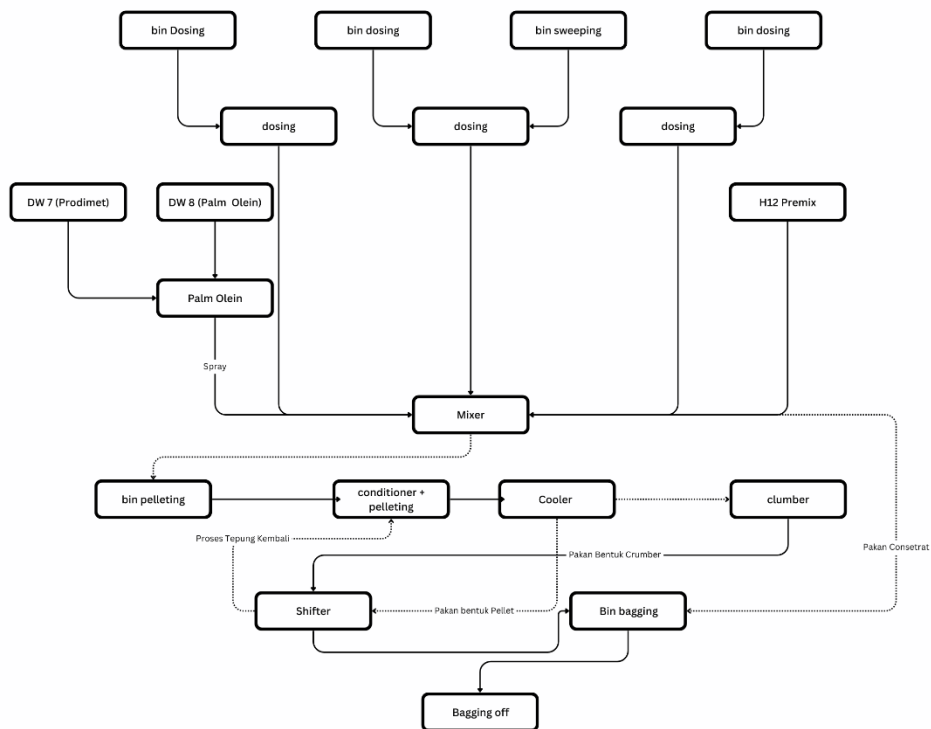 bin Dosing
bin dosing
bin sweeping
bin dosing
dosing
dosing
dosing
DW 7 (Prodimet)
DW 8 (Palm Olein)
H12 Premix
Palm Olein
Spray
Mixer
bin pelleting
conditioner +
pelleting
Cooler
clumber
Proses Tepung Kembali
Pakan Bentuk Crumber
Pakan Consetrat
Shifter
Pakan bentuk Pellet
Bin bagging
Bagging off